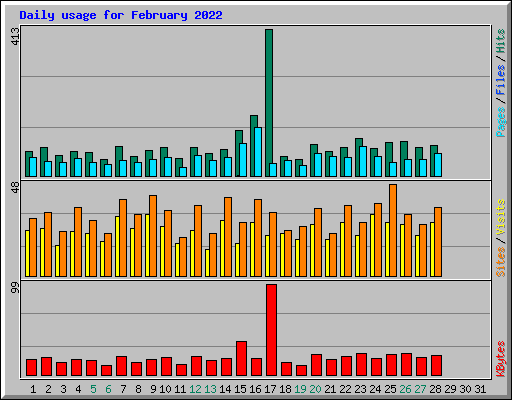 Daily usage for February 2022
413
Pages / Files / Hits
48
Sites / Visits
99
KBytes
1 2 3 4 5 6 7 8 9 10 11 12 13 14 15 16 17 18 19 20 21 22 23 24 25 26 27 28 29 30 31